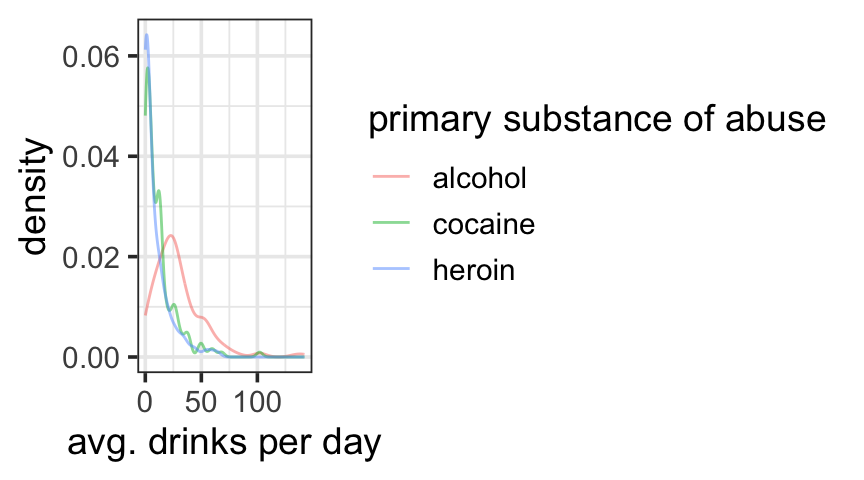 density
0.06
0.04
0.02
0.00
0 50 100
avg. drinks per day
primary substance of abuse
alcohol
cocaine
heroin